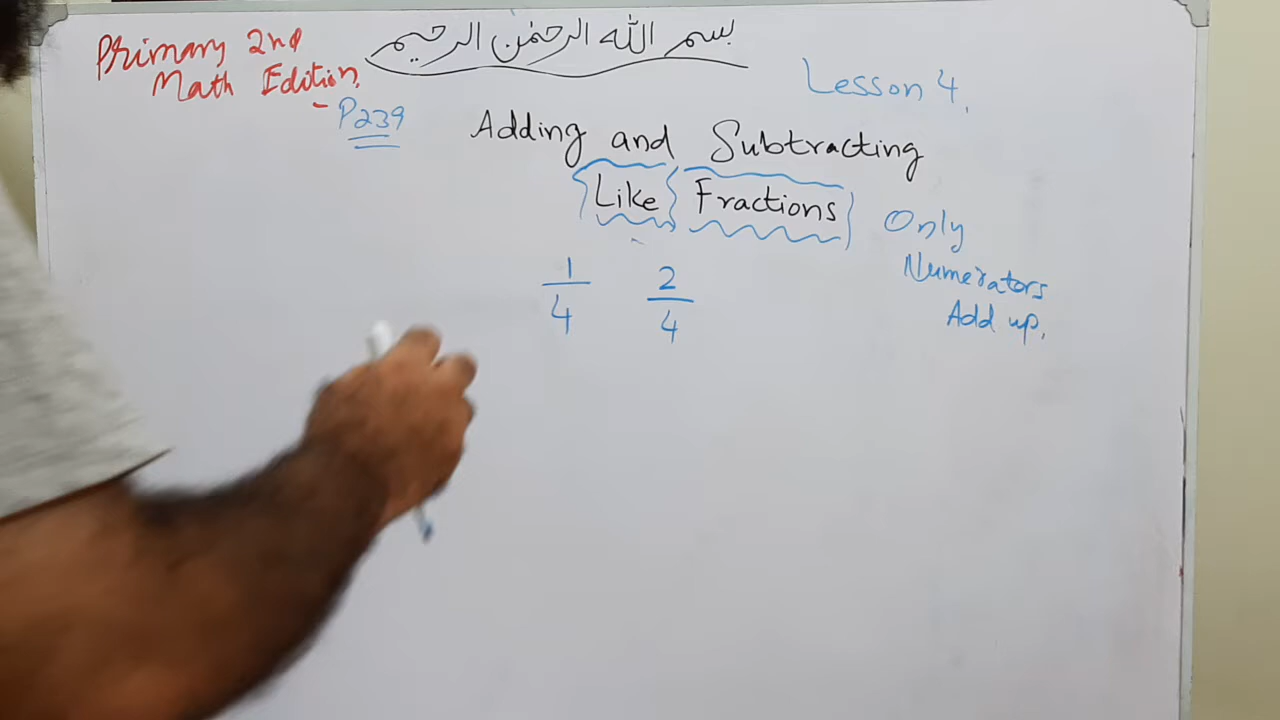 Primary 2nd
Math Edition
- P239
بسم الله الرحمٰن الرحيم
Lesson 4.
Adding and Subtracting
Like Fractions
Only
Numerators
Add up.
1 2
4 4